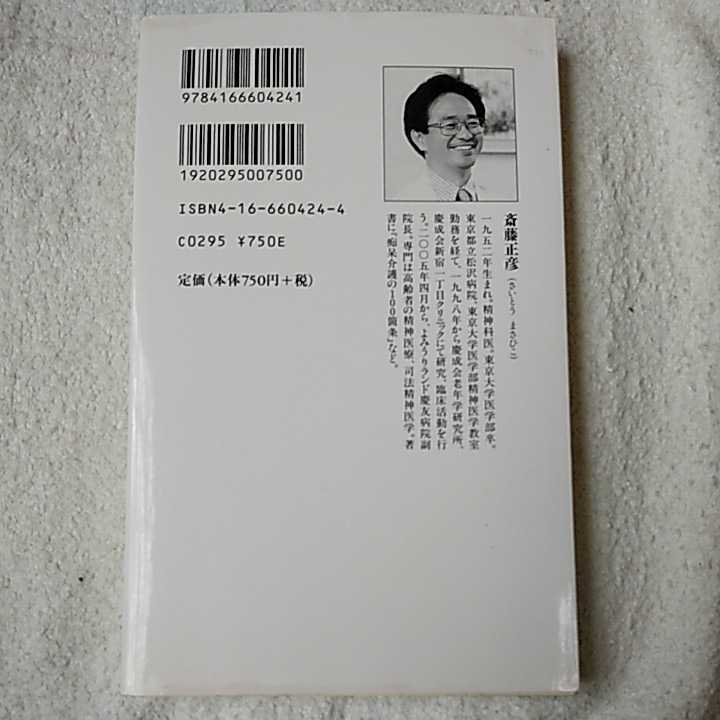 9784166604241
1920295007500
ISBN4-16-660424-4
C0295 ¥750E
定価(本体750円+税)
斎藤正彦(さいとう まさひこ)
一九五二年生まれ。精神科医。東京大学医学部卒。
東京都立松沢病院、東京大学医学部精神医学教室
勤務を経て、一九九八年から慶成会老年学研究所、
慶成会新宿一丁目クリニックにて研究、臨床活動を行
う。二〇〇五年四月から、よみうりランド慶友病院副
院長。専門は高齢者の精神医療、司法精神医学。著
書に『痴呆介護の100箇条』など。